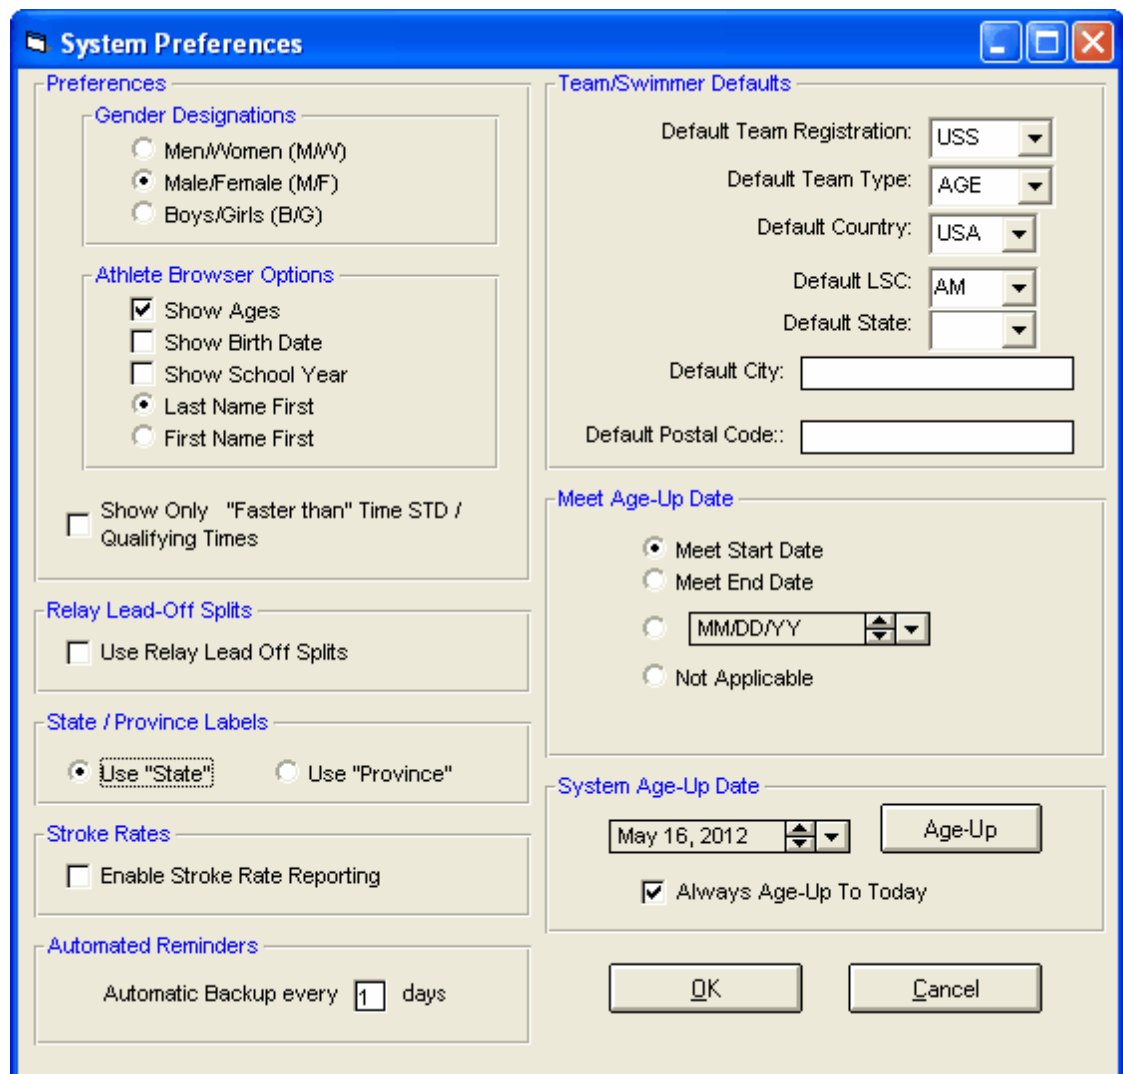 System Preferences
Preferences
Gender Designations
Men/Women (M/W)
Male/Female (M/F)
Boys/Girls (B/G)
Athlete Browser Options
Show Ages
Show Birth Date
Show School Year
Last Name First
First Name First
Show Only "Faster than" Time STD /
Qualifying Times
Relay Lead-Off Splits
Use Relay Lead Off Splits
State / Province Labels
Use "State" Use "Province"
Stroke Rates
Enable Stroke Rate Reporting
Automated Reminders
Automatic Backup every 1 days
Team/Swimmer Defaults
Default Team Registration: USS
Default Team Type: AGE
Default Country: USA
Default LSC: AM
Default State:
Default City:
Default Postal Code::
Meet Age-Up Date
Meet Start Date
Meet End Date
MM/DD/YY
Not Applicable
System Age-Up Date
May 16, 2012 Age-Up
Always Age-Up To Today
OK Cancel